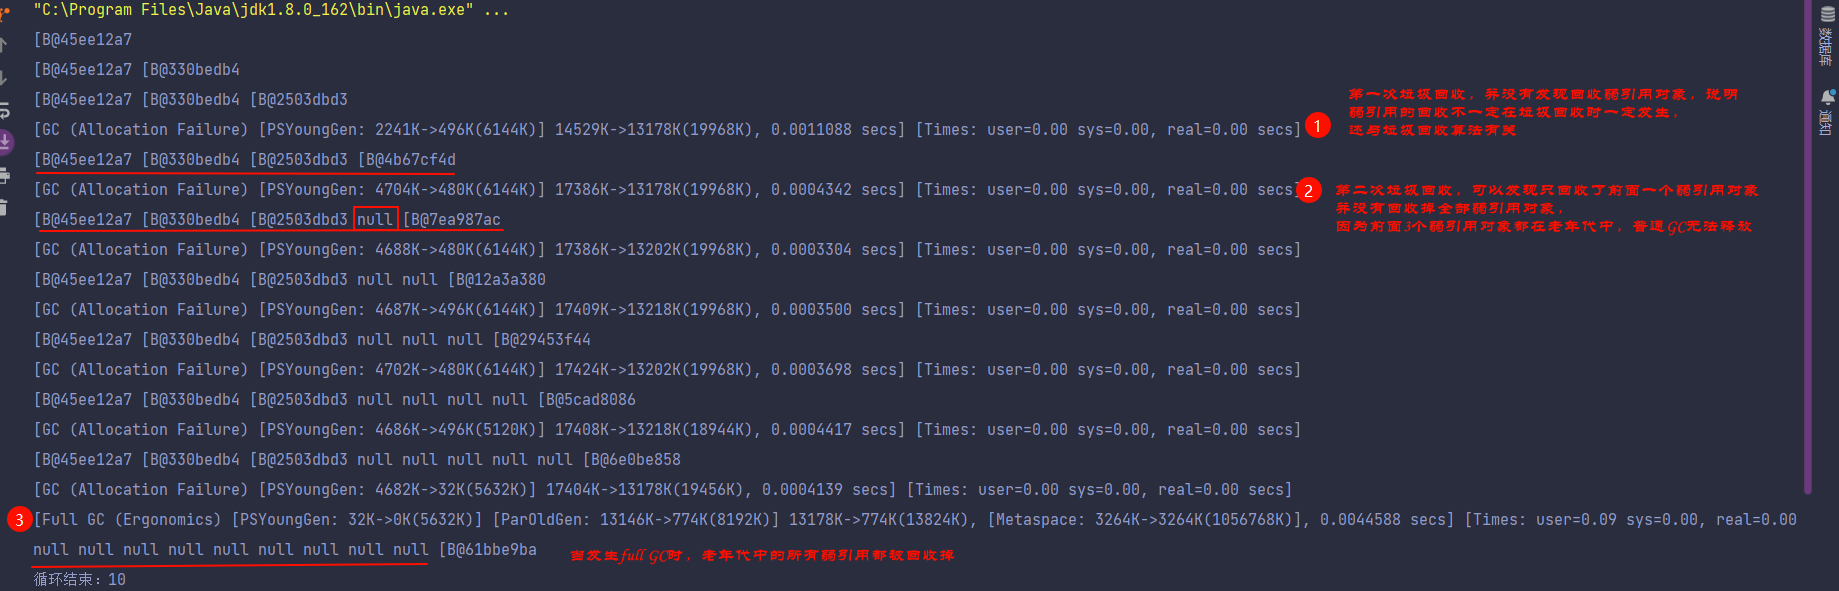 "C:\Program Files\Java\jdk1.8.0_162\bin\java.exe" ...
[B@45ee12a7
[B@45ee12a7 [B@330bedb4
[B@45ee12a7 [B@330bedb4 [B@2503dbd3
[GC (Allocation Failure) [PSYoungGen: 2241K->496K(6144K)] 14529K->13178K(19968K), 0.0011088 secs] [Times: user=0.00 sys=0.00, real=0.00 secs]
1
第一次垃圾回收，并没有发现回收弱引用对象，说明
弱引用的回收不一定在垃圾回收时一定发生，
还与垃圾回收算法有关
[B@45ee12a7 [B@330bedb4 [B@2503dbd3 [B@4b67cf4d
[GC (Allocation Failure) [PSYoungGen: 4704K->480K(6144K)] 17386K->13178K(19968K), 0.0004342 secs] [Times: user=0.00 sys=0.00, real=0.00 secs]
2
第二次垃圾回收，可以发现只回收了前面一个弱引用对象
并没有回收掉全部弱引用对象，
因为前面3个弱引用对象都在老年代中，普通GC无法释放
[B@45ee12a7 [B@330bedb4 [B@2503dbd3 null [B@7ea987ac
[GC (Allocation Failure) [PSYoungGen: 4688K->480K(6144K)] 17386K->13202K(19968K), 0.0003304 secs] [Times: user=0.00 sys=0.00, real=0.00 secs]
[B@45ee12a7 [B@330bedb4 [B@2503dbd3 null null [B@12a3a380
[GC (Allocation Failure) [PSYoungGen: 4687K->496K(6144K)] 17409K->13218K(19968K), 0.0003500 secs] [Times: user=0.00 sys=0.00, real=0.00 secs]
[B@45ee12a7 [B@330bedb4 [B@2503dbd3 null null null [B@29453f44
[GC (Allocation Failure) [PSYoungGen: 4702K->480K(6144K)] 17424K->13202K(19968K), 0.0003698 secs] [Times: user=0.00 sys=0.00, real=0.00 secs]
[B@45ee12a7 [B@330bedb4 [B@2503dbd3 null null null null [B@5cad8086
[GC (Allocation Failure) [PSYoungGen: 4686K->496K(5120K)] 17408K->13218K(18944K), 0.0004417 secs] [Times: user=0.00 sys=0.00, real=0.00 secs]
[B@45ee12a7 [B@330bedb4 [B@2503dbd3 null null null null null [B@6e0be858
[GC (Allocation Failure) [PSYoungGen: 4682K->32K(5632K)] 17404K->13178K(19456K), 0.0004139 secs] [Times: user=0.00 sys=0.00, real=0.00 secs]
3
[Full GC (Ergonomics) [PSYoungGen: 32K->0K(5632K)] [ParOldGen: 13146K->774K(8192K)] 13178K->774K(13824K), [Metaspace: 3264K->3264K(1056768K)], 0.0044588 secs] [Times: user=0.09 sys=0.00, real=0.00
null null null null null null null null null [B@61bbe9ba
当发生full GC时，老年代中的所有弱引用都被回收掉
循环结束：10
数据库
通知